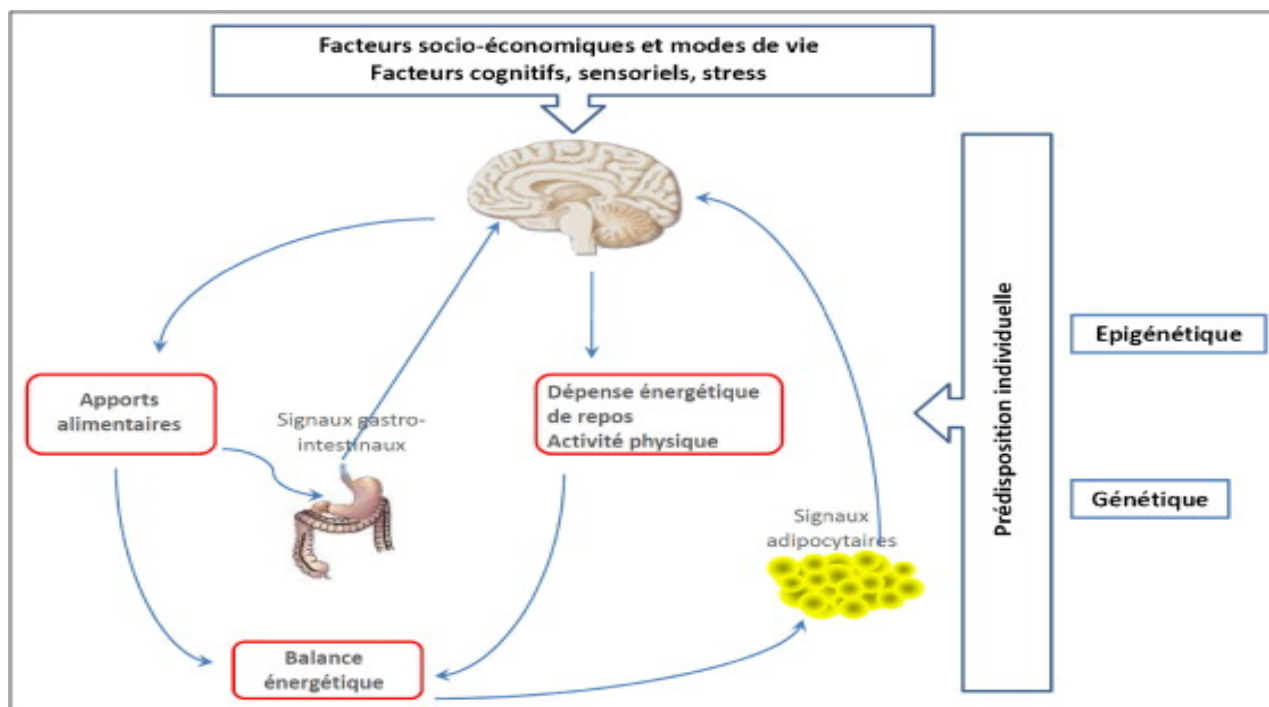 Facteurs socio-économiques et modes de vie
Facteurs cognitifs, sensoriels, stress
Apports
alimentaires
Signaux gastro-
intestinaux
Dépense énergétique
de repos
Activité physique
Signaux
adipocytaires
Balance
énergétique
Prédisposition individuelle
Epigénétique
Génétique